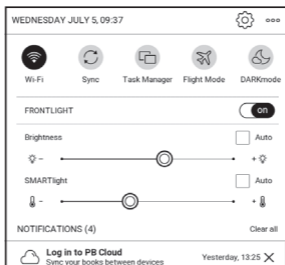 WEDNESDAY JULY 5, 09:37
Wi-Fi Sync Task Manager Flight Mode DARKmode
FRONTLIGHT on
Brightness Auto
SMARTlight Auto
NOTIFICATIONS (4) Clear all
Log in to PB Cloud
Sync your books between devices Yesterday, 13:25